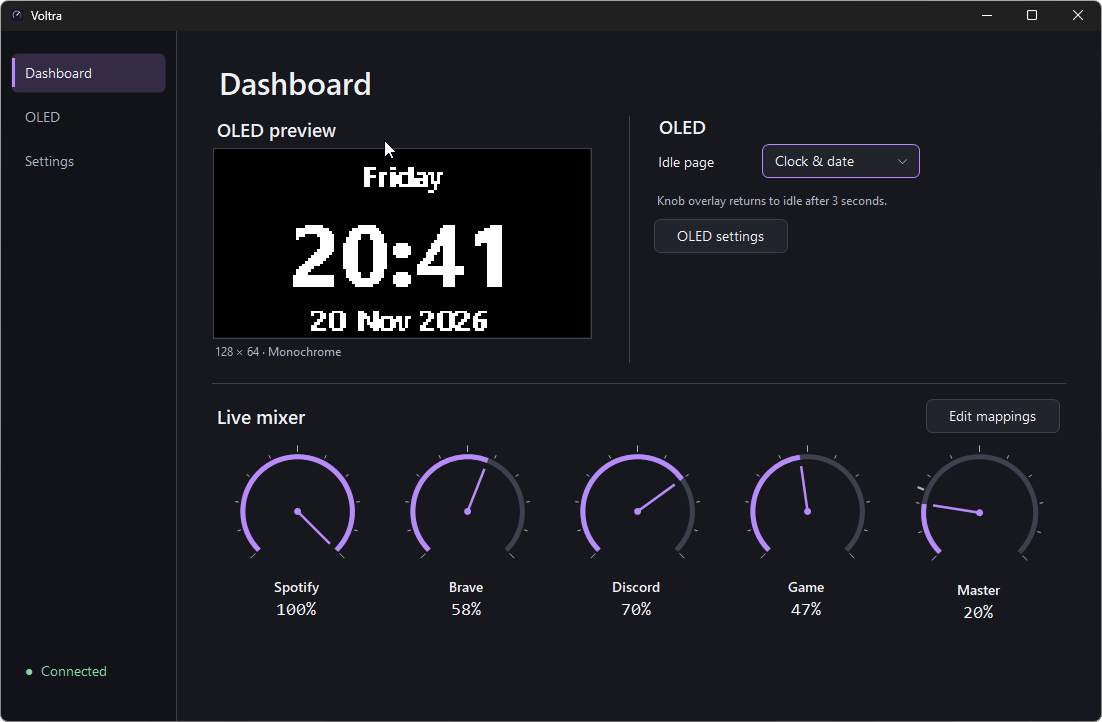 Voltra
Dashboard
OLED
Settings
Connected
Dashboard
OLED preview
Friday
20:41
20 Nov 2026
128 × 64 · Monochrome
OLED
Idle page
Clock & date
Knob overlay returns to idle after 3 seconds.
OLED settings
Live mixer
Edit mappings
Spotify
100%
Brave
58%
Discord
70%
Game
47%
Master
20%